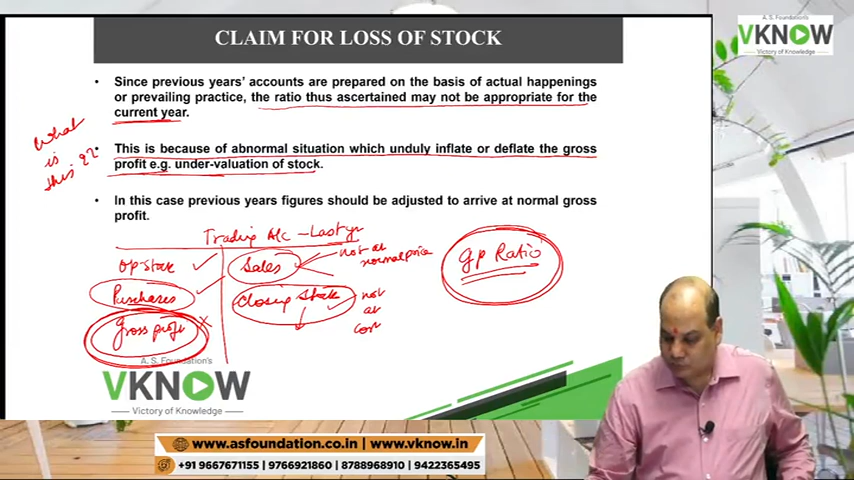 CLAIM FOR LOSS OF STOCK
A. S. Foundation's
VKNOW
Victory of Knowledge
• Since previous years' accounts are prepared on the basis of actual happenings
or prevailing practice, the ratio thus ascertained may not be appropriate for the
current year.
What
is
this ??
• This is because of abnormal situation which unduly inflate or deflate the gross
profit e.g. under-valuation of stock.
• In this case previous years figures should be adjusted to arrive at normal gross
profit.
Trading A/c - Last yr
Op stock
Sales
not at
normal price
Purchases
Closing Stock
not
at
cost
Gross profit
Gp Ratio
A. S. Foundation's
VKNOW
Victory of Knowledge
www.asfoundation.co.in | www.vknow.in
+91 9667671155 | 9766921860 | 8788968910 | 9422365495